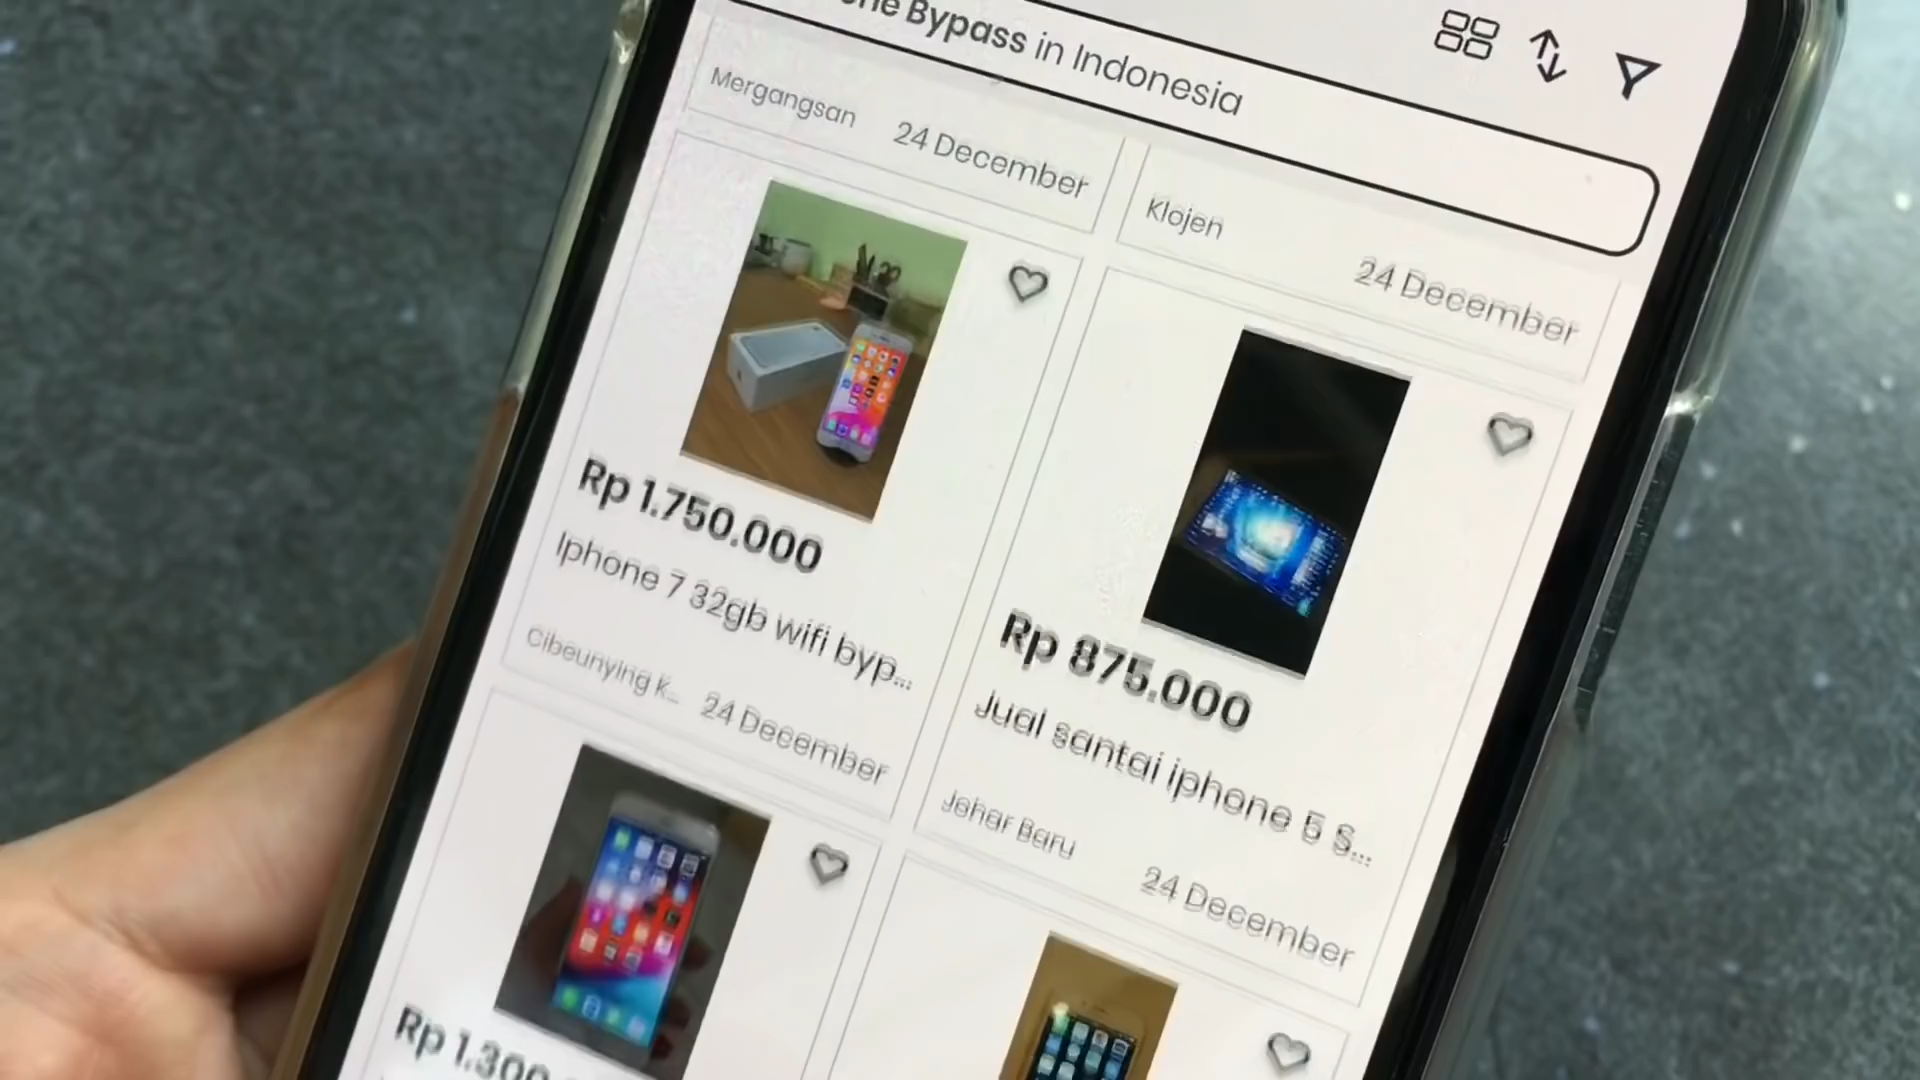 Bypass in Indonesia
Mergangsan
24 December
Klojen
24 December
Rp 1.750.000
Iphone 7 32gb wifi byp...
Cibeunying K...
24 December
Rp 875.000
Jual santai iphone 5 S...
Johar Baru
24 December
Rp 1.300